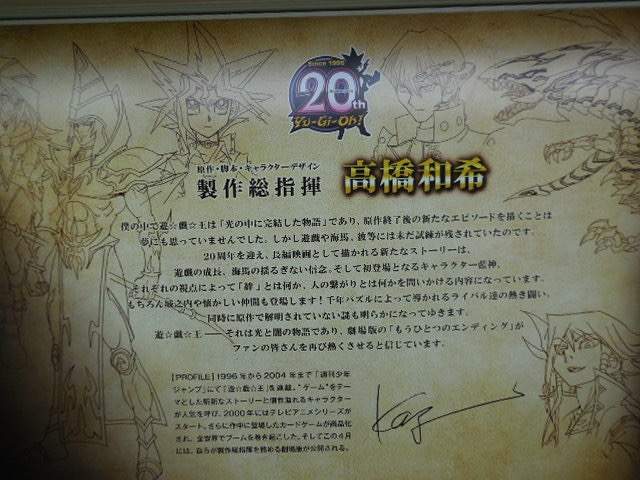 Since 1996
20th
Yu-Gi-Oh!
原作・脚本・キャラクターデザイン
製作総指揮 高橋和希
僕の中で遊☆戯☆王は「光の中に完結した物語」であり、原作終了後の新たなエピソードを描くことは
夢にも思っていませんでした。しかし遊戯や海馬、彼等には未だ試練が残されていたのです。
20周年を迎え、長編映画として描かれる新たなストーリーは、
遊戯の成長、海馬の揺るぎない信念、そして初登場となるキャラクター藍神、
それぞれの視点によって「絆」とは何か、人の繋がりとは何かを問いかける内容になっています。
もちろん城之内や懐かしい仲間も登場します!千年パズルによって導かれるライバル達の熱き闘い。
同時に原作で解明されていない謎も明らかになってゆきます。
遊☆戯☆王――それは光と闇の物語であり、劇場版の「もうひとつのエンディング」が
ファンの皆さんを再び熱くさせると信じています。
[PROFILE] 1996年から2004年まで「週刊少年
ジャンプ」にて「遊☆戯☆王」を連載。“ゲーム”をテー
マとした斬新なストーリーと個性溢れるキャラクター
が人気を呼び、2000年にはテレビアニメシリーズが
スタート。さらに作中に登場したカードゲームが商品化
され、全世界でブームを巻き起こした。そしてこの4月
には、自らが製作総指揮を務める劇場版が公開される。